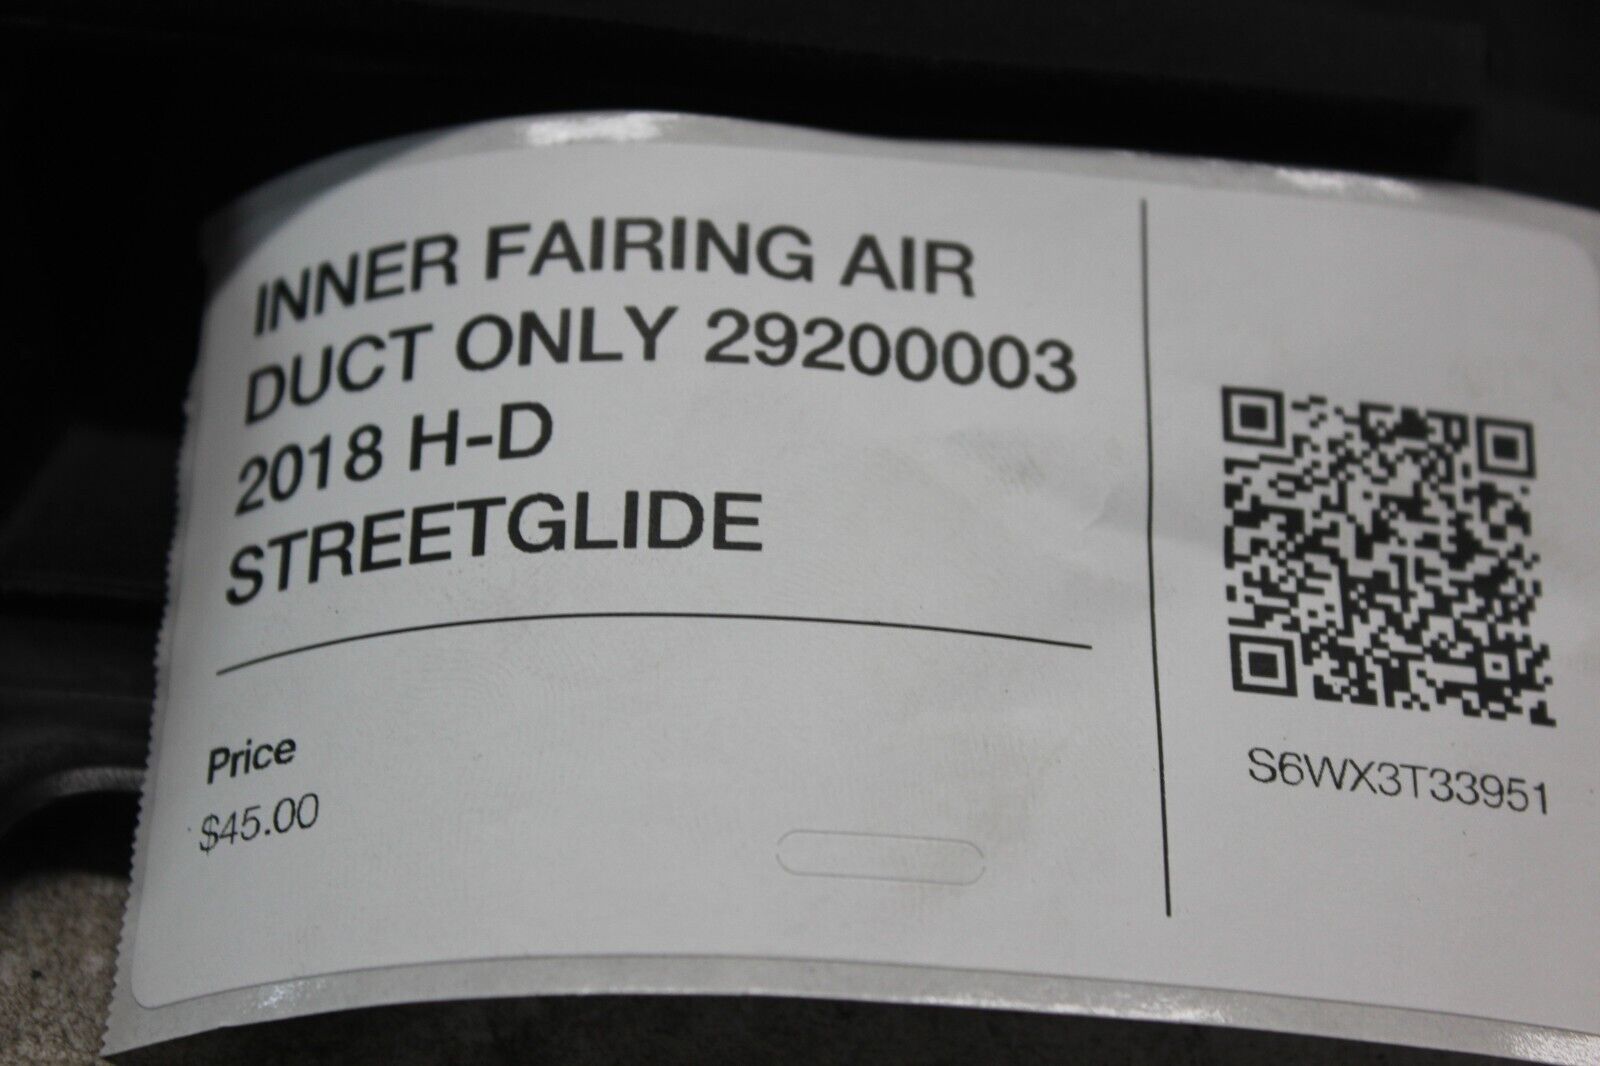 INNER FAIRING AIR
DUCT ONLY 29200003
2018 H-D
STREETGLIDE
Price
$45.00
S6WX3T33951